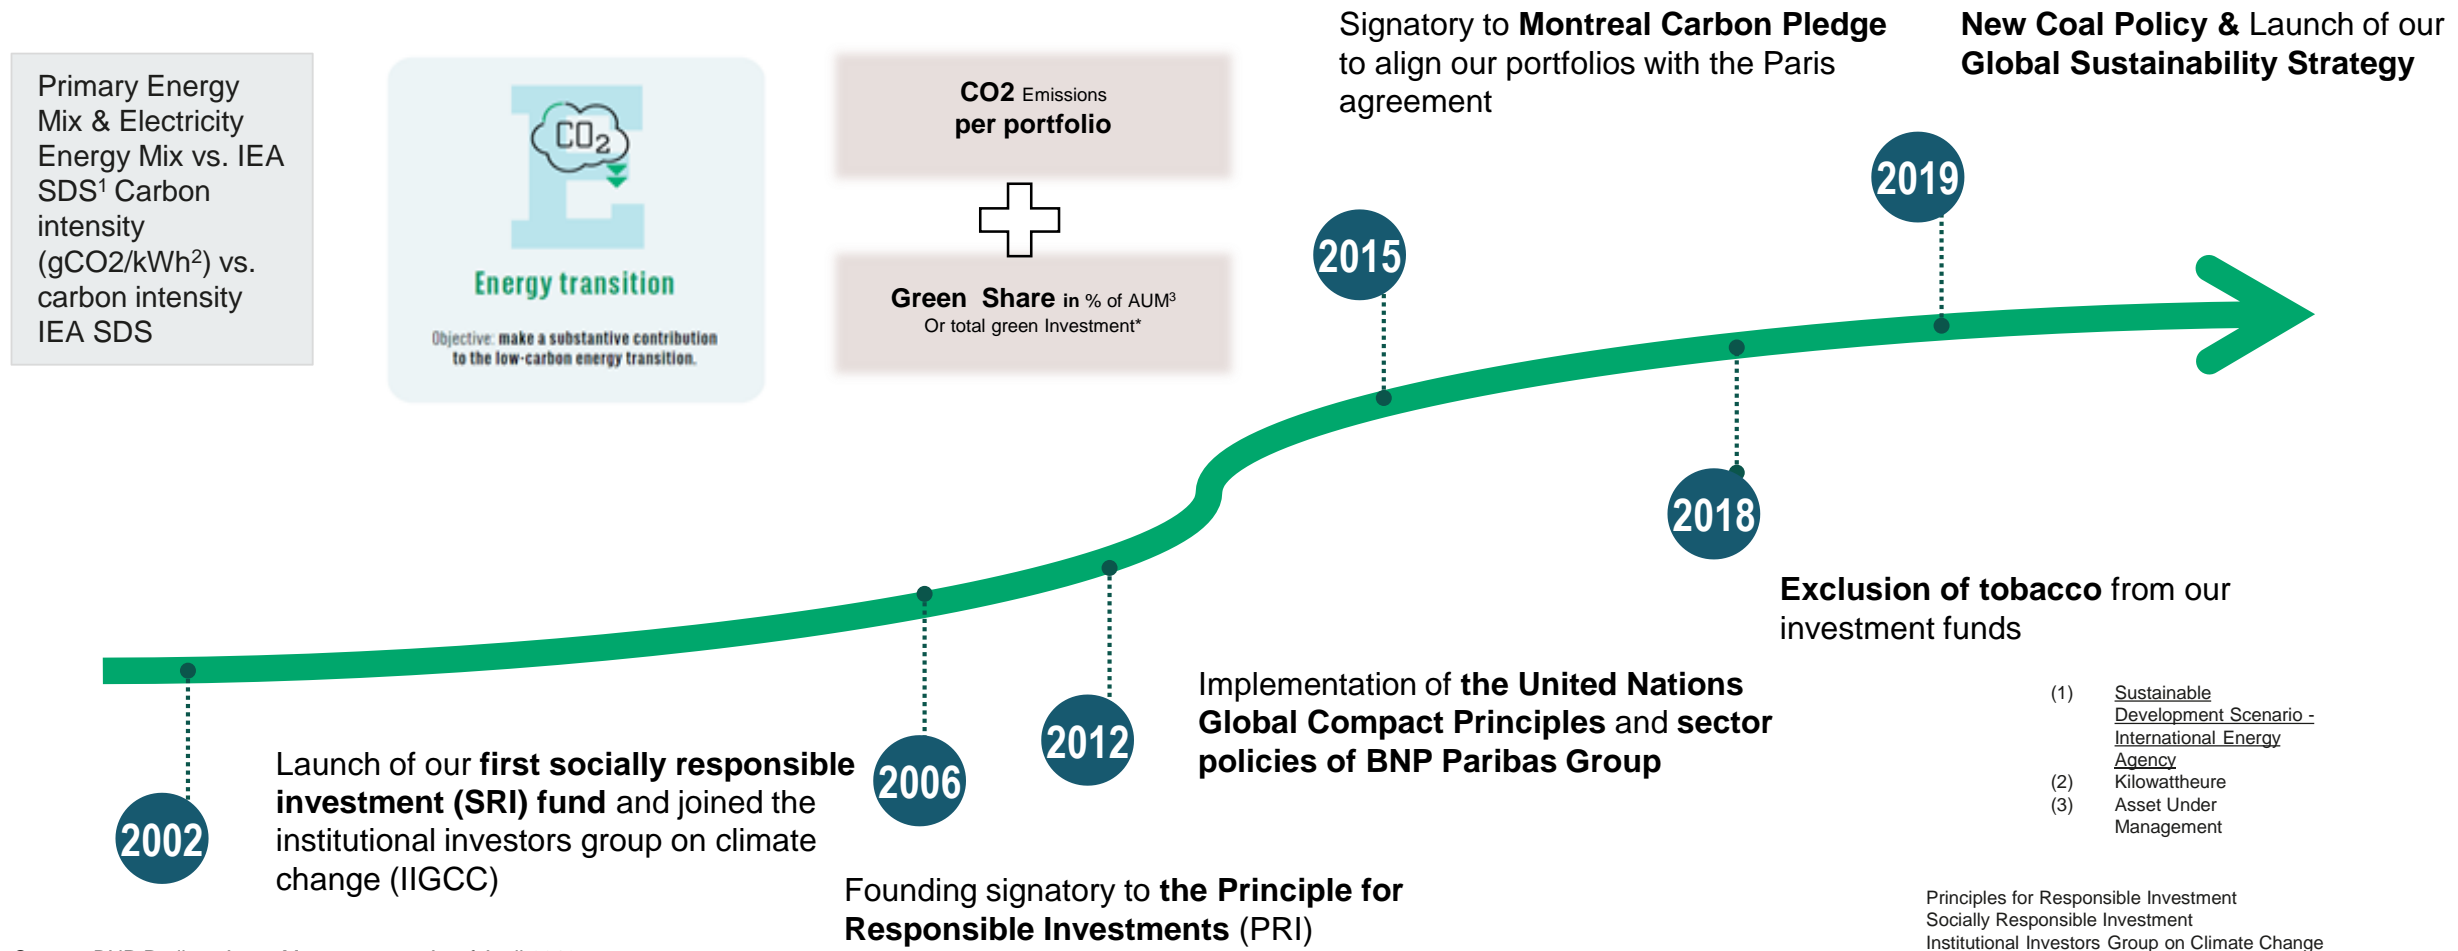 Primary Energy
Mix & Electricity
Energy Mix vs. IEA
SDS¹ Carbon
intensity
(gCO2/kWh²) vs.
carbon intensity
IEA SDS
E
CO₂
Energy transition
Objective: make a substantive contribution
to the low-carbon energy transition.
CO2 Emissions
per portfolio
Green Share in % of AUM³
Or total green Investment*
Signatory to Montreal Carbon Pledge
to align our portfolios with the Paris
agreement
New Coal Policy & Launch of our
Global Sustainability Strategy
2019
2015
2018
Exclusion of tobacco from our
investment funds
2012
Implementation of the United Nations
Global Compact Principles and sector
policies of BNP Paribas Group
2006
Founding signatory to the Principle for
Responsible Investments (PRI)
2002
Launch of our first socially responsible
investment (SRI) fund and joined the
institutional investors group on climate
change (IIGCC)
(1) Sustainable
Development Scenario -
International Energy
Agency
(2) Kilowattheure
(3) Asset Under
Management
Principles for Responsible Investment
Socially Responsible Investment
Institutional Investors Group on Climate Change